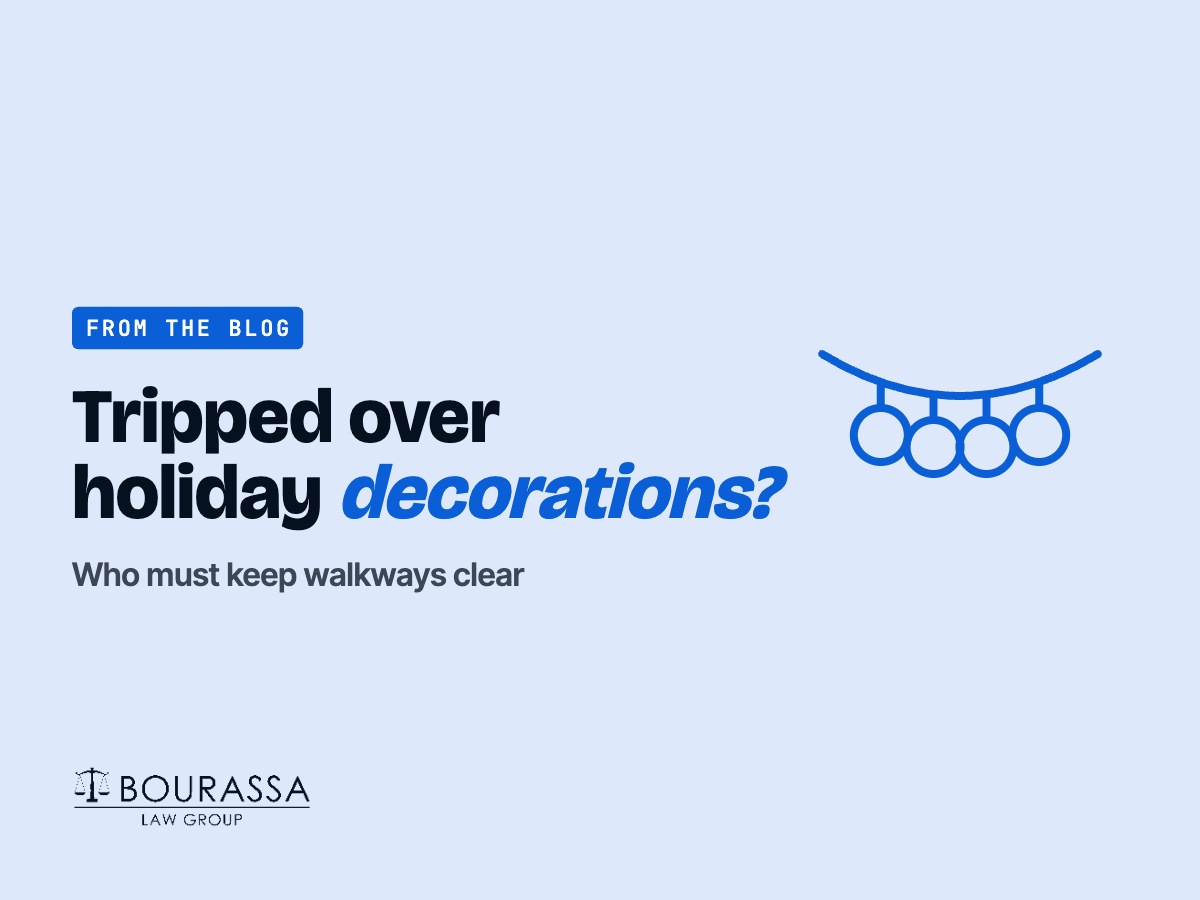 FROM THE BLOG
Tripped over
holiday decorations?
Who must keep walkways clear
BOURASSA
LAW GROUP